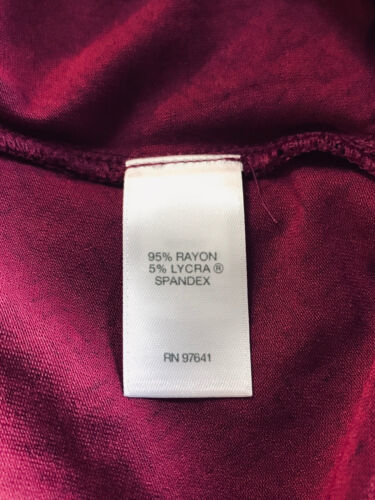 95% RAYON
5% LYCRA®
SPANDEX
RN 97641